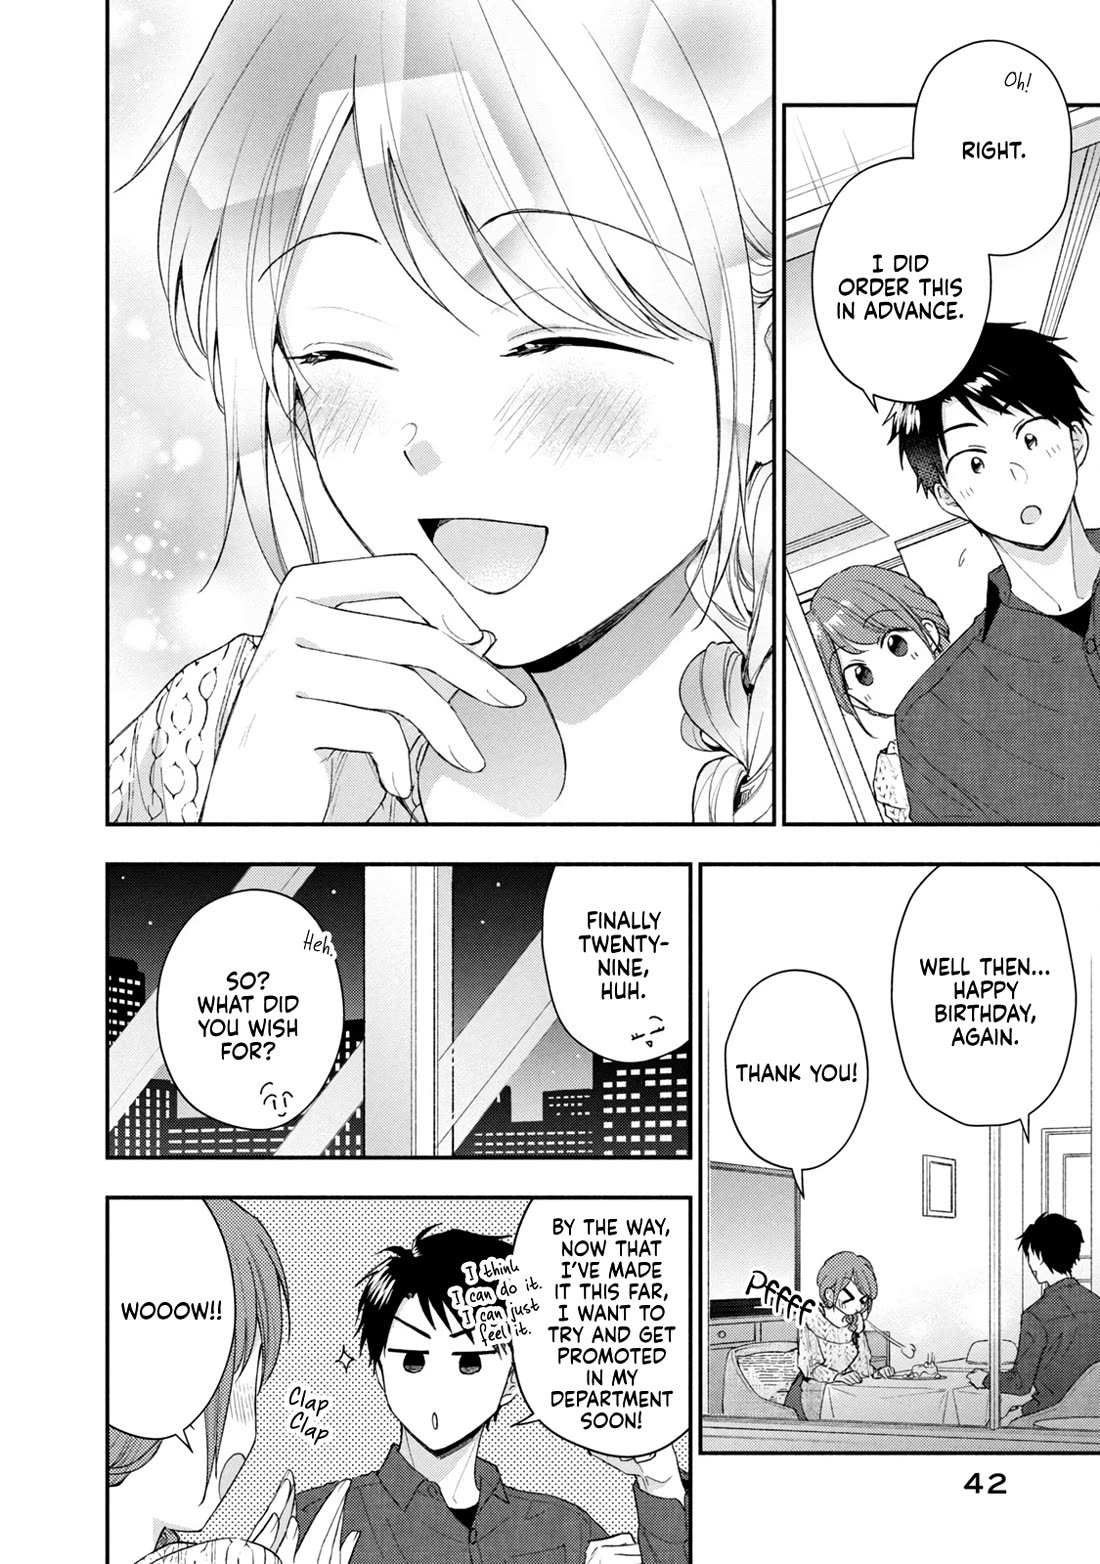 Oh!
RIGHT.
I DID
ORDER THIS
IN ADVANCE.
WELL THEN...
HAPPY
BIRTHDAY,
AGAIN.
THANK YOU!
Pffffff
FINALLY
TWENTY-
NINE,
HUH.
Heh.
SO?
WHAT DID
YOU WISH
FOR?
BY THE WAY,
NOW THAT
I'VE MADE
IT THIS FAR,
I WANT TO
TRY AND GET
PROMOTED
IN MY
DEPARTMENT
SOON!
I think
I can do it.
I can just
feel it.
Clap
Clap
WOOOW!!
42